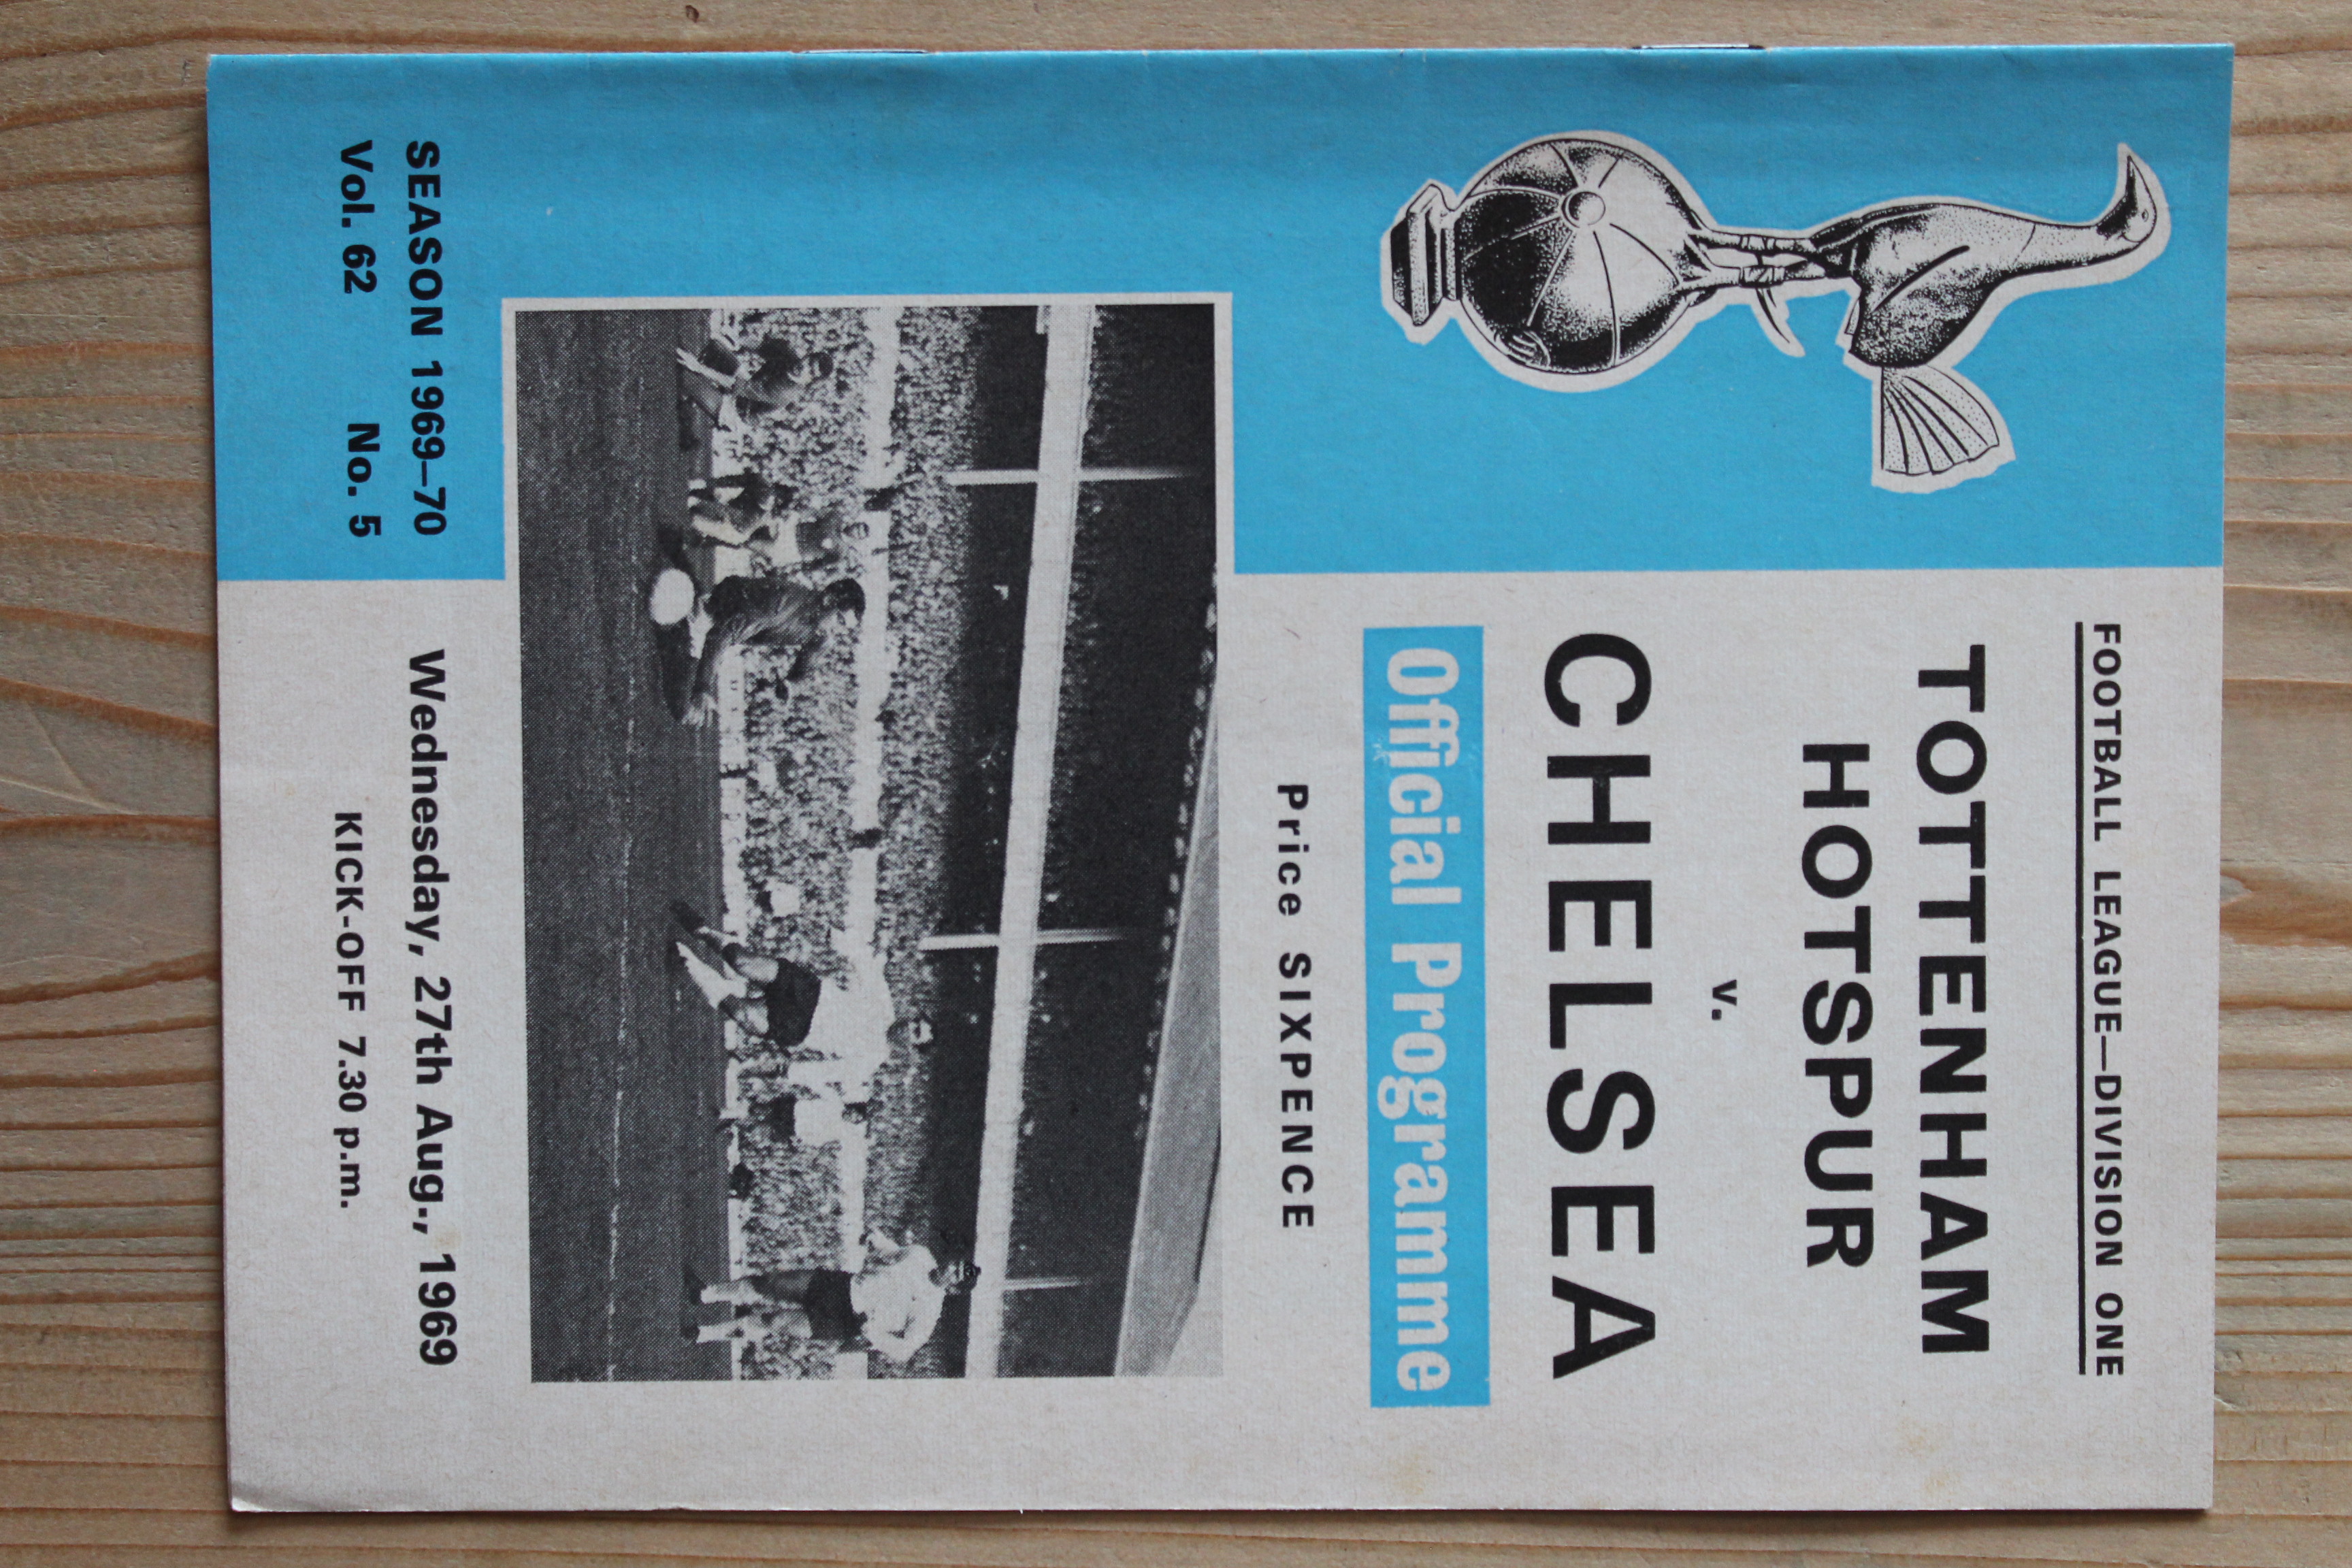 FOOTBALL LEAGUE—DIVISION ONE
TOTTENHAM
HOTSPUR
v.
CHELSEA
Official Programme
Price SIXPENCE
SEASON 1969–70
Vol. 62 No. 5
Wednesday, 27th Aug., 1969
KICK-OFF 7.30 p.m.